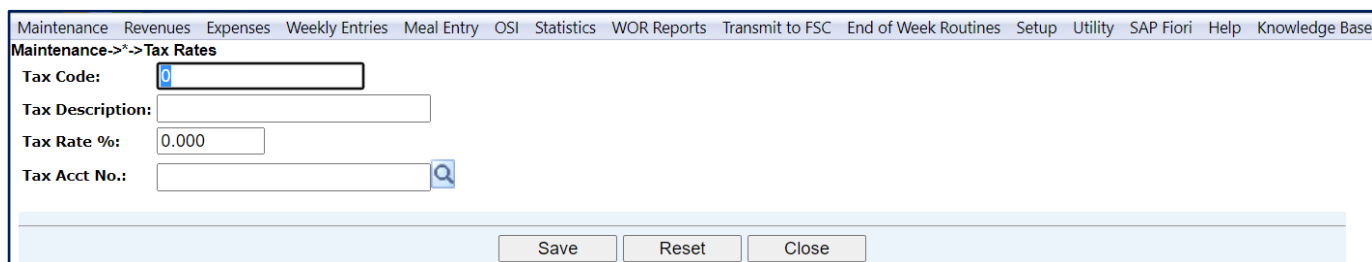 Maintenance Revenues Expenses Weekly Entries Meal Entry OSI Statistics WOR Reports Transmit to FSC End of Week Routines Setup Utility SAP Fiori Help Knowledge Base
Maintenance->*->Tax Rates
Tax Code: 0
Tax Description:
Tax Rate %: 0.000
Tax Acct No.:
Save Reset Close